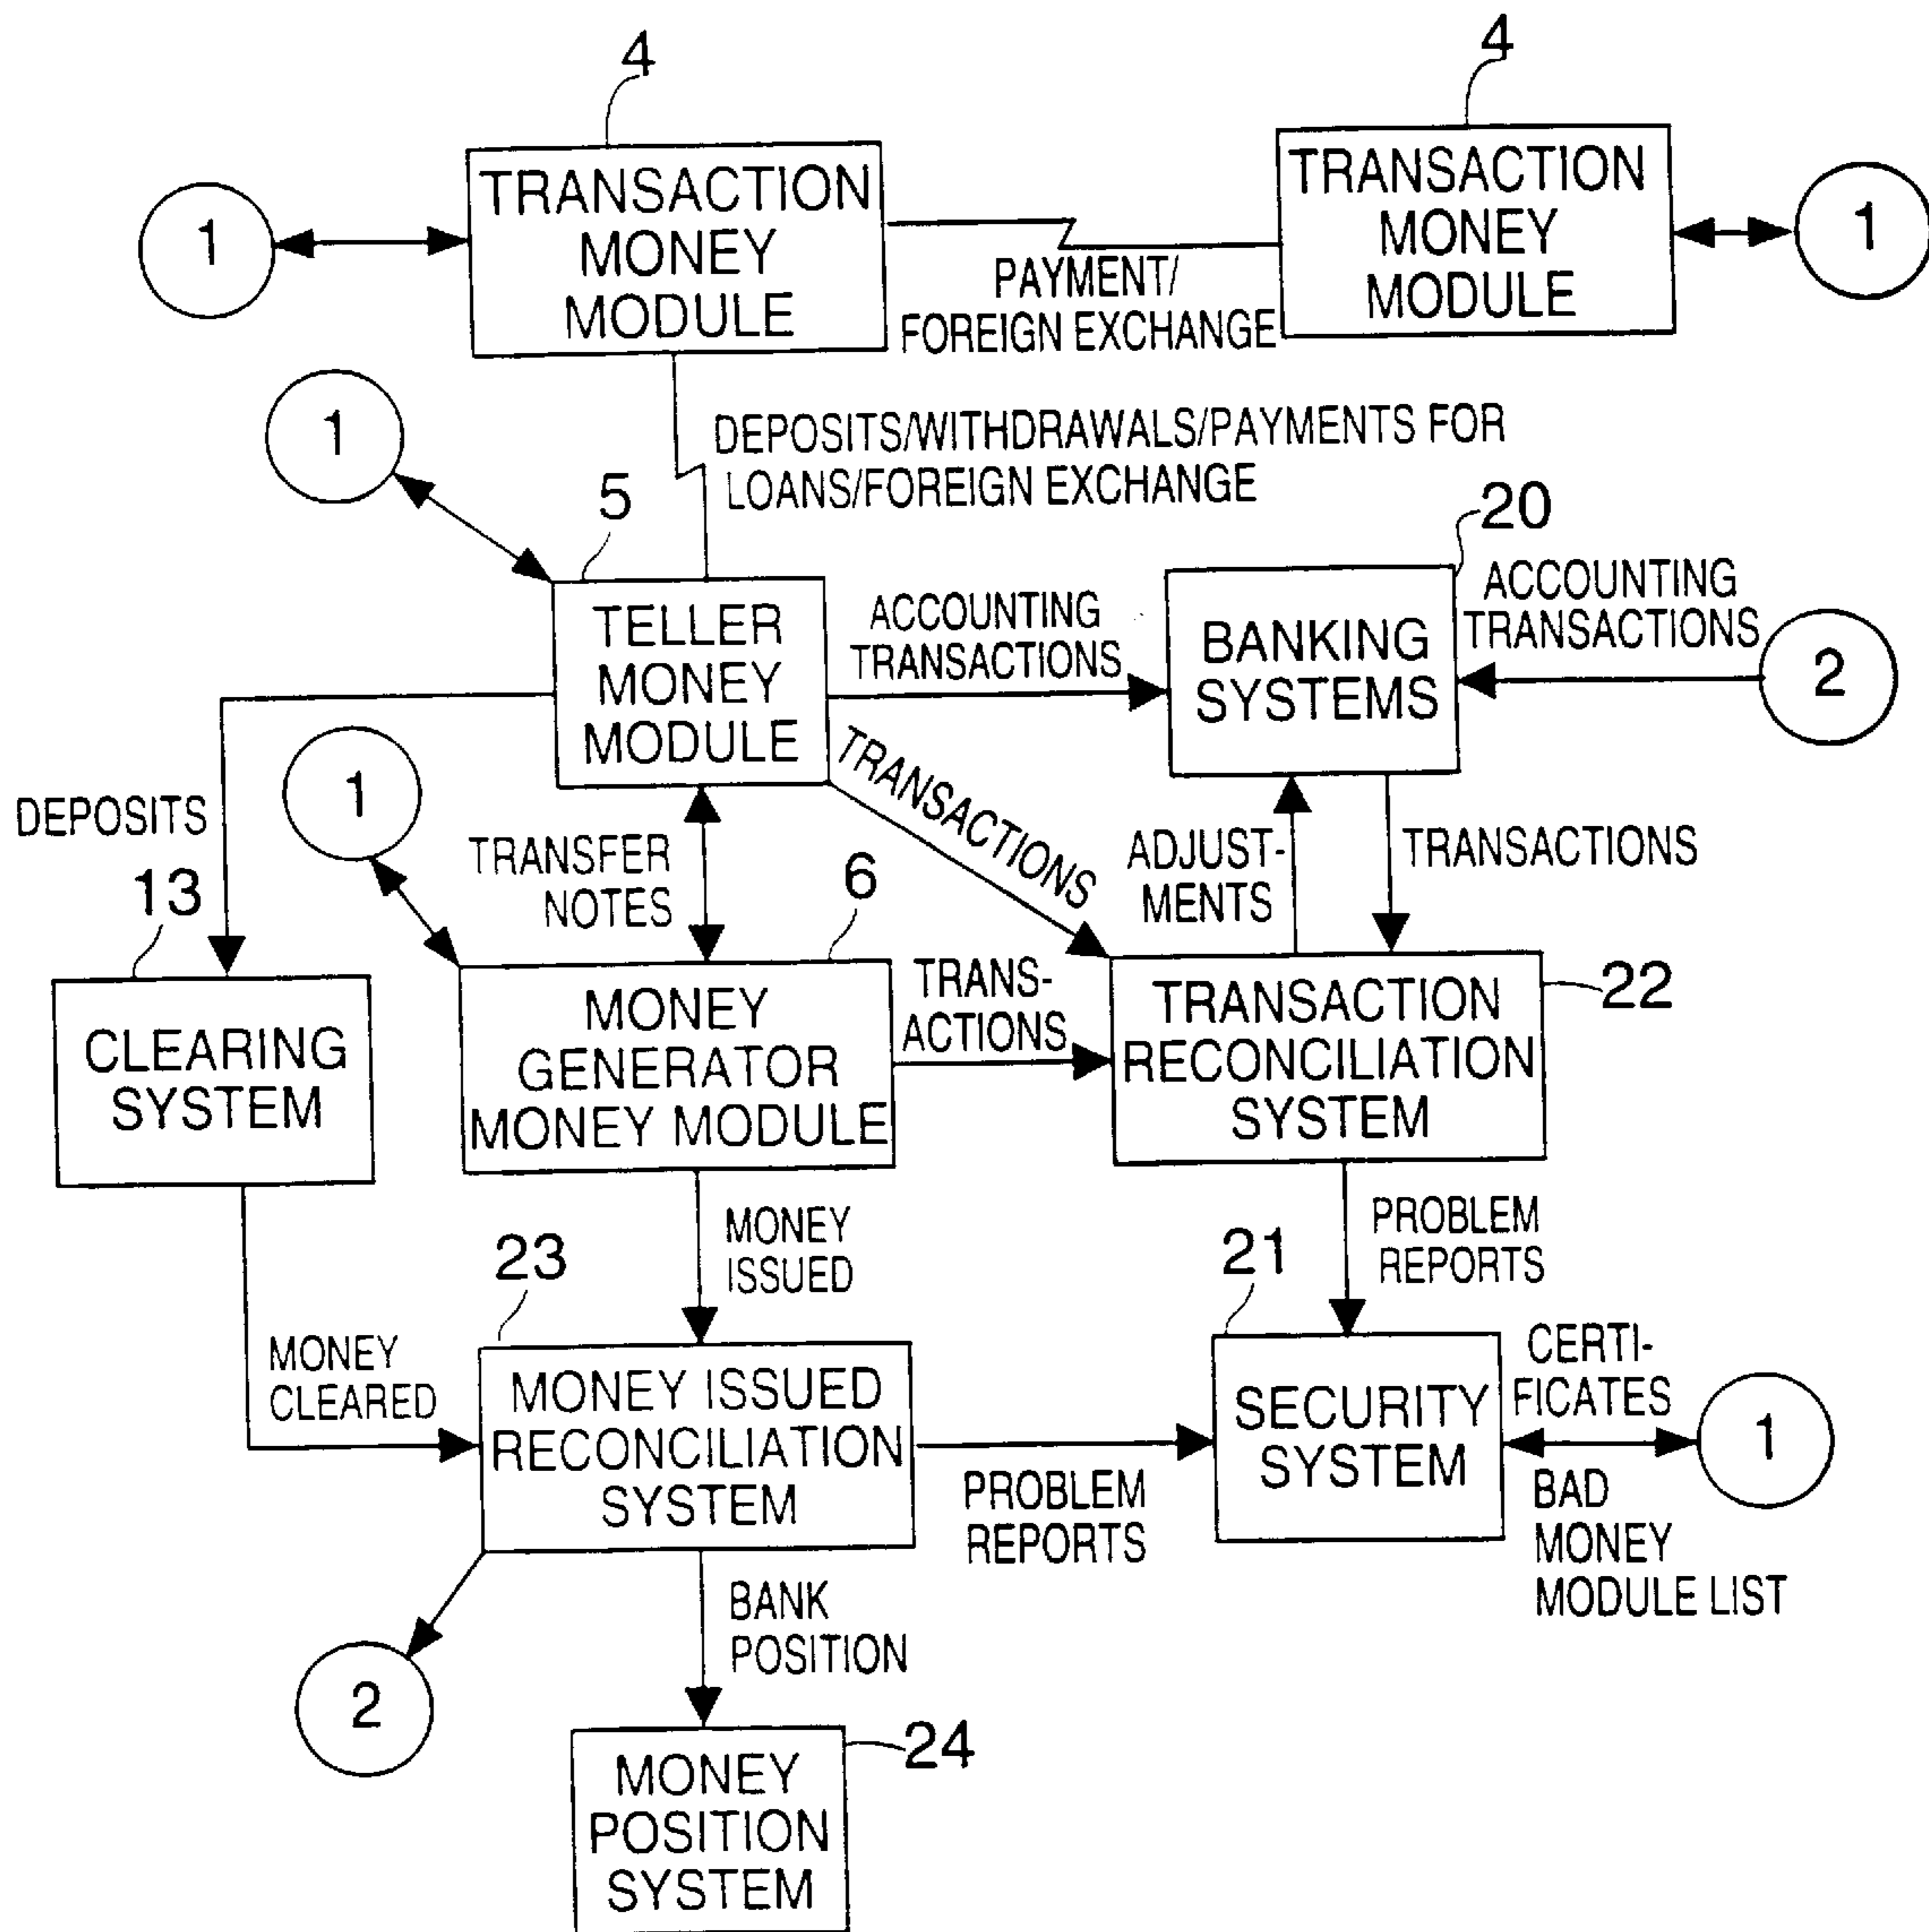 4
4
TRANSACTION
MONEY
MODULE
TRANSACTION
MONEY
MODULE
1
1
PAYMENT/
FOREIGN EXCHANGE
1
DEPOSITS/WITHDRAWALS/PAYMENTS FOR
LOANS/FOREIGN EXCHANGE
5
20
TELLER
MONEY
MODULE
ACCOUNTING
TRANSACTIONS
BANKING
SYSTEMS
ACCOUNTING
TRANSACTIONS
2
DEPOSITS
1
TRANSFER
NOTES
TRANSACTIONS
ADJUST-
MENTS
TRANSACTIONS
13
6
CLEARING
SYSTEM
MONEY
GENERATOR
MONEY MODULE
TRANS-
ACTIONS
TRANSACTION
RECONCILIATION
SYSTEM
22
MONEY
ISSUED
PROBLEM
REPORTS
23
21
MONEY
CLEARED
MONEY ISSUED
RECONCILIATION
SYSTEM
PROBLEM
REPORTS
SECURITY
SYSTEM
CERTI-
FICATES
1
BAD
MONEY
MODULE LIST
2
BANK
POSITION
24
MONEY
POSITION
SYSTEM